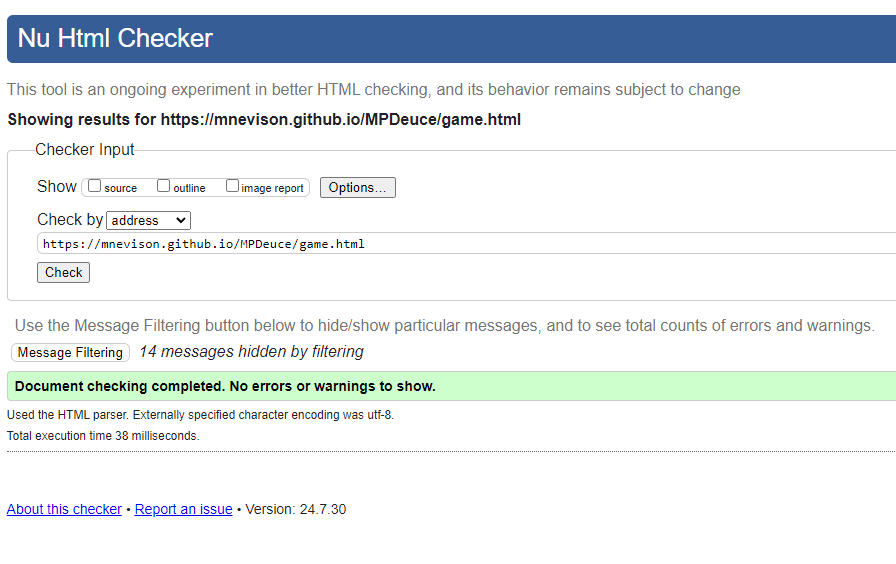 Nu Html Checker
This tool is an ongoing experiment in better HTML checking, and its behavior remains subject to change
Showing results for https://mnevison.github.io/MPDeuce/game.html
Checker Input
Show source outline image report Options...
Check by address
https://mnevison.github.io/MPDeuce/game.html
Check
Use the Message Filtering button below to hide/show particular messages, and to see total counts of errors and warnings.
Message Filtering 14 messages hidden by filtering
Document checking completed. No errors or warnings to show.
Used the HTML parser. Externally specified character encoding was utf-8.
Total execution time 38 milliseconds.
About this checker • Report an issue • Version: 24.7.30